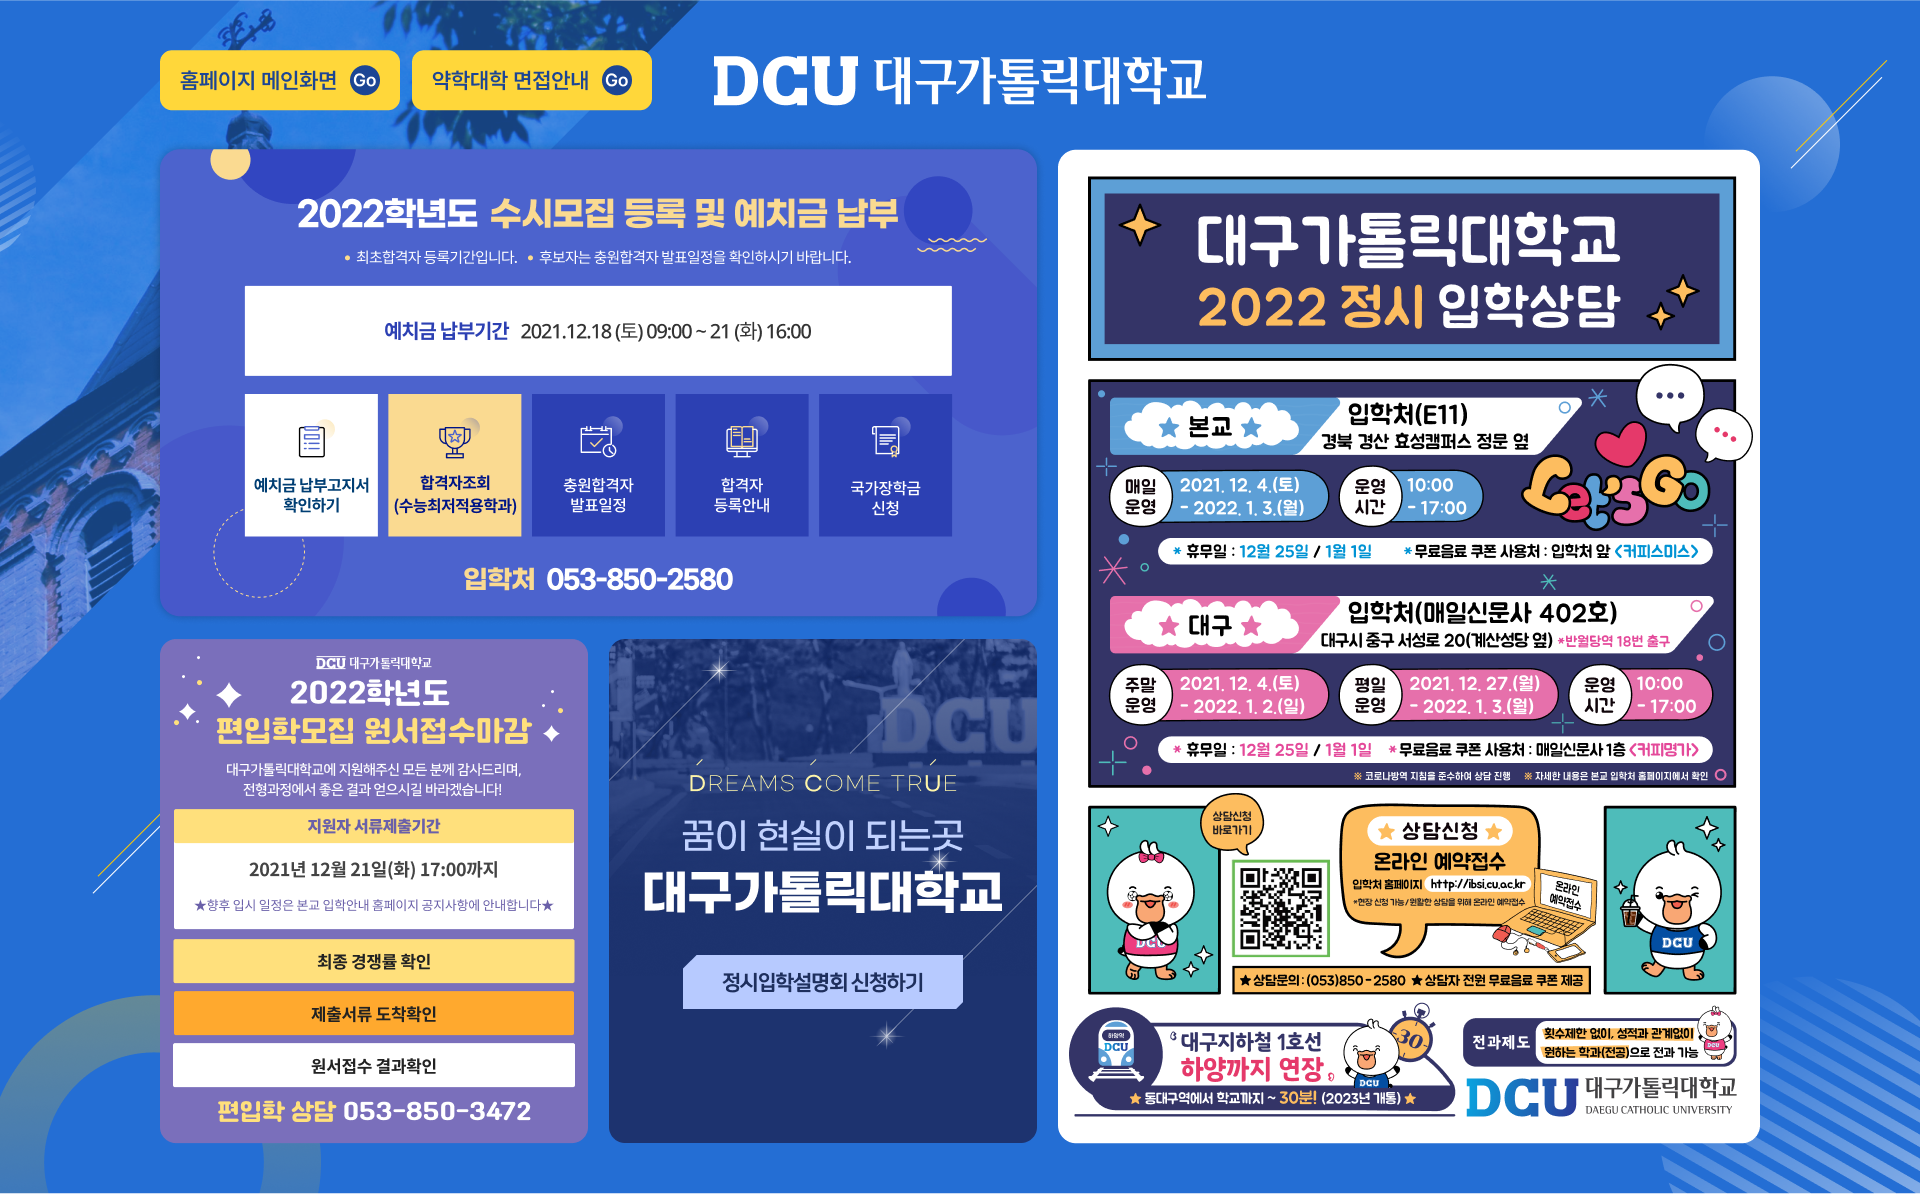 홈페이지 메인화면 Go
약학대학 면접안내 Go
DCU 대구가톨릭대학교
2022학년도 수시모집 등록 및 예치금 납부
• 최초합격자 등록기간입니다. • 후보자는 충원합격자 발표일정을 확인하시기 바랍니다.
예치금 납부기간 2021.12.18 (토) 09:00 ~ 21 (화) 16:00
예치금 납부고지서
확인하기
합격자조회
(수능최저적용학과)
충원합격자
발표일정
합격자
등록안내
국가장학금
신청
입학처 053-850-2580
DCU 대구가톨릭대학교
2022학년도
편입학모집 원서접수마감
대구가톨릭대학교에 지원해주신 모든 분께 감사드리며,
전형과정에서 좋은 결과 얻으시길 바라겠습니다!
지원자 서류제출기간
2021년 12월 21일(화) 17:00까지
★향후 입시 일정은 본교 입학안내 홈페이지 공지사항에 안내합니다★
최종 경쟁률 확인
제출서류 도착확인
원서접수 결과확인
편입학 상담 053-850-3472
DCU
DREAMS COME TRUE
꿈이 현실이 되는곳
대구가톨릭대학교
정시입학설명회 신청하기
대구가톨릭대학교
2022 정시 입학상담
★ 본교 ★
입학처(E11)
경북 경산 효성캠퍼스 정문 옆
Let's Go
매일
운영
2021. 12. 4.(토)
- 2022. 1. 3.(월)
운영
시간
10:00
- 17:00
* 휴무일 : 12월 25일 / 1월 1일 * 무료음료 쿠폰 사용처 : 입학처 앞 <커피스미스>
★ 대구 ★
입학처(매일신문사 402호)
대구시 중구 서성로 20(계산성당 옆) *반월당역 18번 출구
주말
운영
2021. 12. 4.(토)
- 2022. 1. 2.(일)
평일
운영
2021. 12. 27.(월)
- 2022. 1. 3.(월)
운영
시간
10:00
- 17:00
* 휴무일 : 12월 25일 / 1월 1일 * 무료음료 쿠폰 사용처 : 매일신문사 1층 <커피명가>
※ 코로나방역 지침을 준수하여 상담 진행 ※ 자세한 내용은 본교 입학처 홈페이지에서 확인
상담신청
바로가기
★ 상담신청 ★
온라인 예약접수
입학처 홈페이지 http://ibsi.cu.ac.kr
*현장 신청 가능 / 원활한 상담을 위해 온라인 예약접수
온라인
예약접수
DCU
DCU
★ 상담문의 : (053)850-2580 ★ 상담자 전원 무료음료 쿠폰 제공
하양역
DCU
대구지하철 1호선
하양까지 연장
30
DCU
★ 동대구역에서 학교까지 ~ 30분! (2023년 개통) ★
전과제도
횟수제한 없이, 성적과 관계없이
원하는 학과(전공)으로 전과 가능
DCU
DCU 대구가톨릭대학교
DAEGU CATHOLIC UNIVERSITY